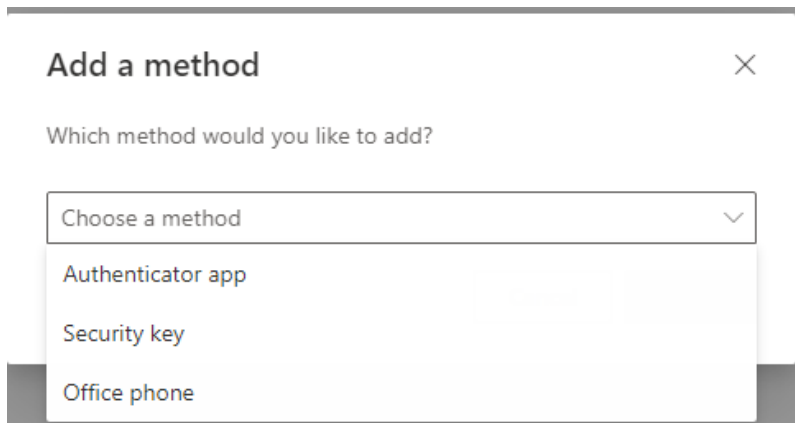 Add a method
Which method would you like to add?
Choose a method
Authenticator app
Security key
Office phone